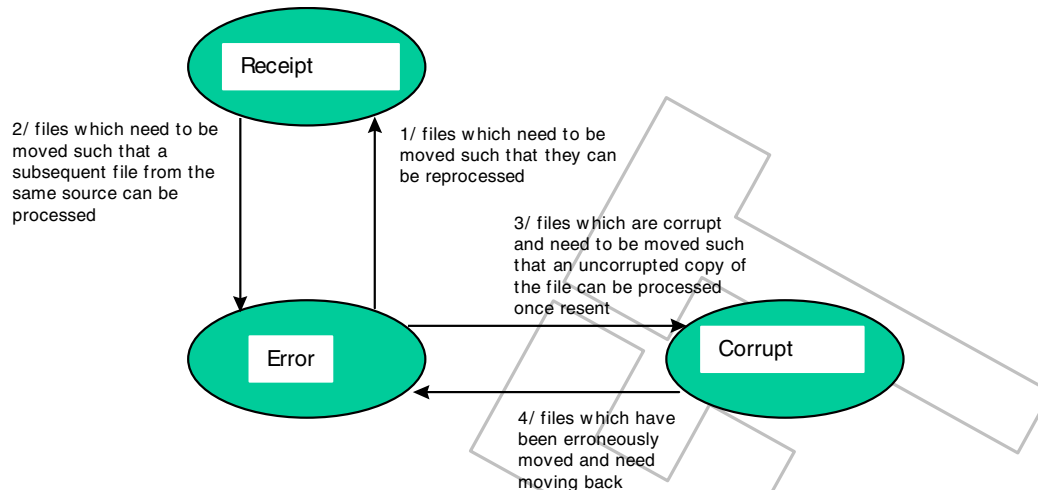 Receipt
2/ files which need to be
moved such that a
subsequent file from the
same source can be
processed
1/ files which need to be
moved such that they can
be reprocessed
3/ files which are corrupt
and need to be moved such
that an uncorrupted copy of
the file can be processed
once resent
Error
Corrupt
4/ files which have
been erroneously
moved and need
moving back